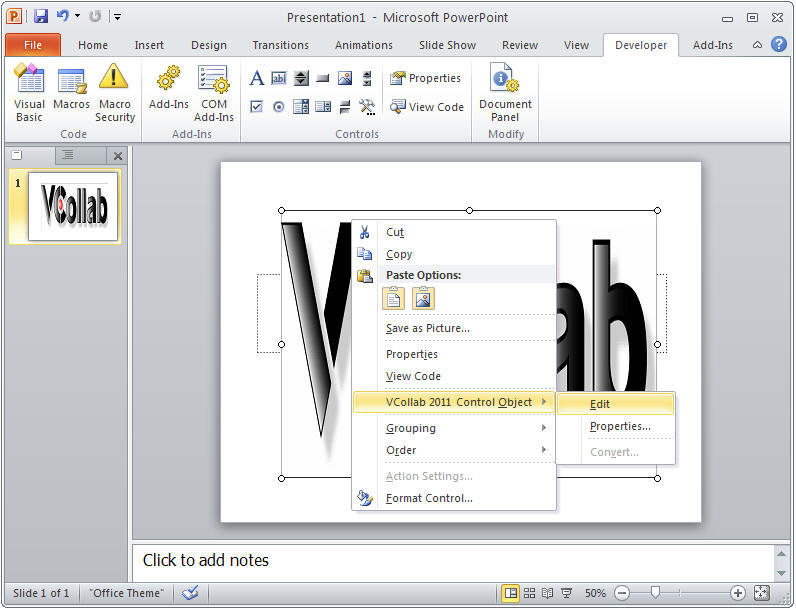 Presentation1 - Microsoft PowerPoint
File Home Insert Design Transitions Animations Slide Show Review View Developer Add-Ins
Visual Basic
Macros
Macro Security
Code
Add-Ins
COM Add-Ins
Add-Ins
A
ab
Properties
View Code
Controls
Document Panel
Modify
1
VCollab
V
ab
Cut
Copy
Paste Options:
Save as Picture...
Properties
View Code
VCollab 2011 Control Object
Grouping
Order
Action Settings...
Format Control...
Edit
Properties...
Convert...
Click to add notes
Slide 1 of 1 "Office Theme" 50%